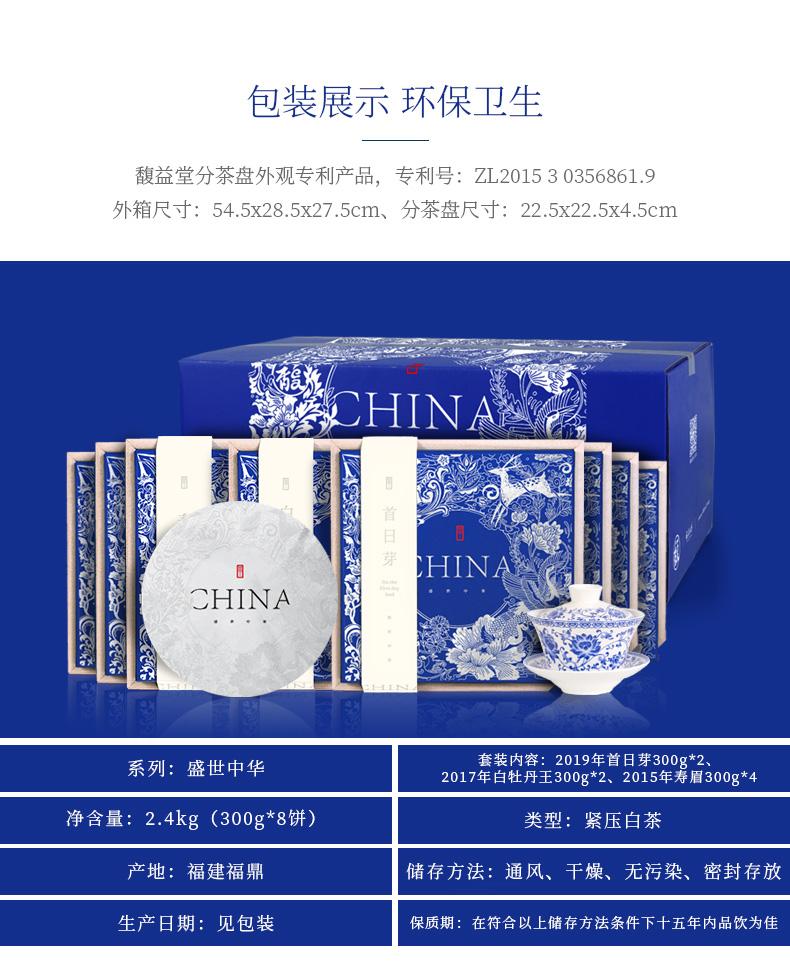 包装展示 环保卫生
馥益堂分茶盘外观专利产品，专利号：ZL2015 3 0356861.9
外箱尺寸：54.5x28.5x27.5cm、分茶盘尺寸：22.5x22.5x4.5cm
馥
CHINA
首日芽
CHINA
CHINA
盛世中华
系列：盛世中华
套装内容：2019年首日芽300g*2、
2017年白牡丹王300g*2、2015年寿眉300g*4
净含量：2.4kg（300g*8饼）
类型：紧压白茶
产地：福建福鼎
储存方法：通风、干燥、无污染、密封存放
生产日期：见包装
保质期：在符合以上储存方法条件下十五年内品饮为佳